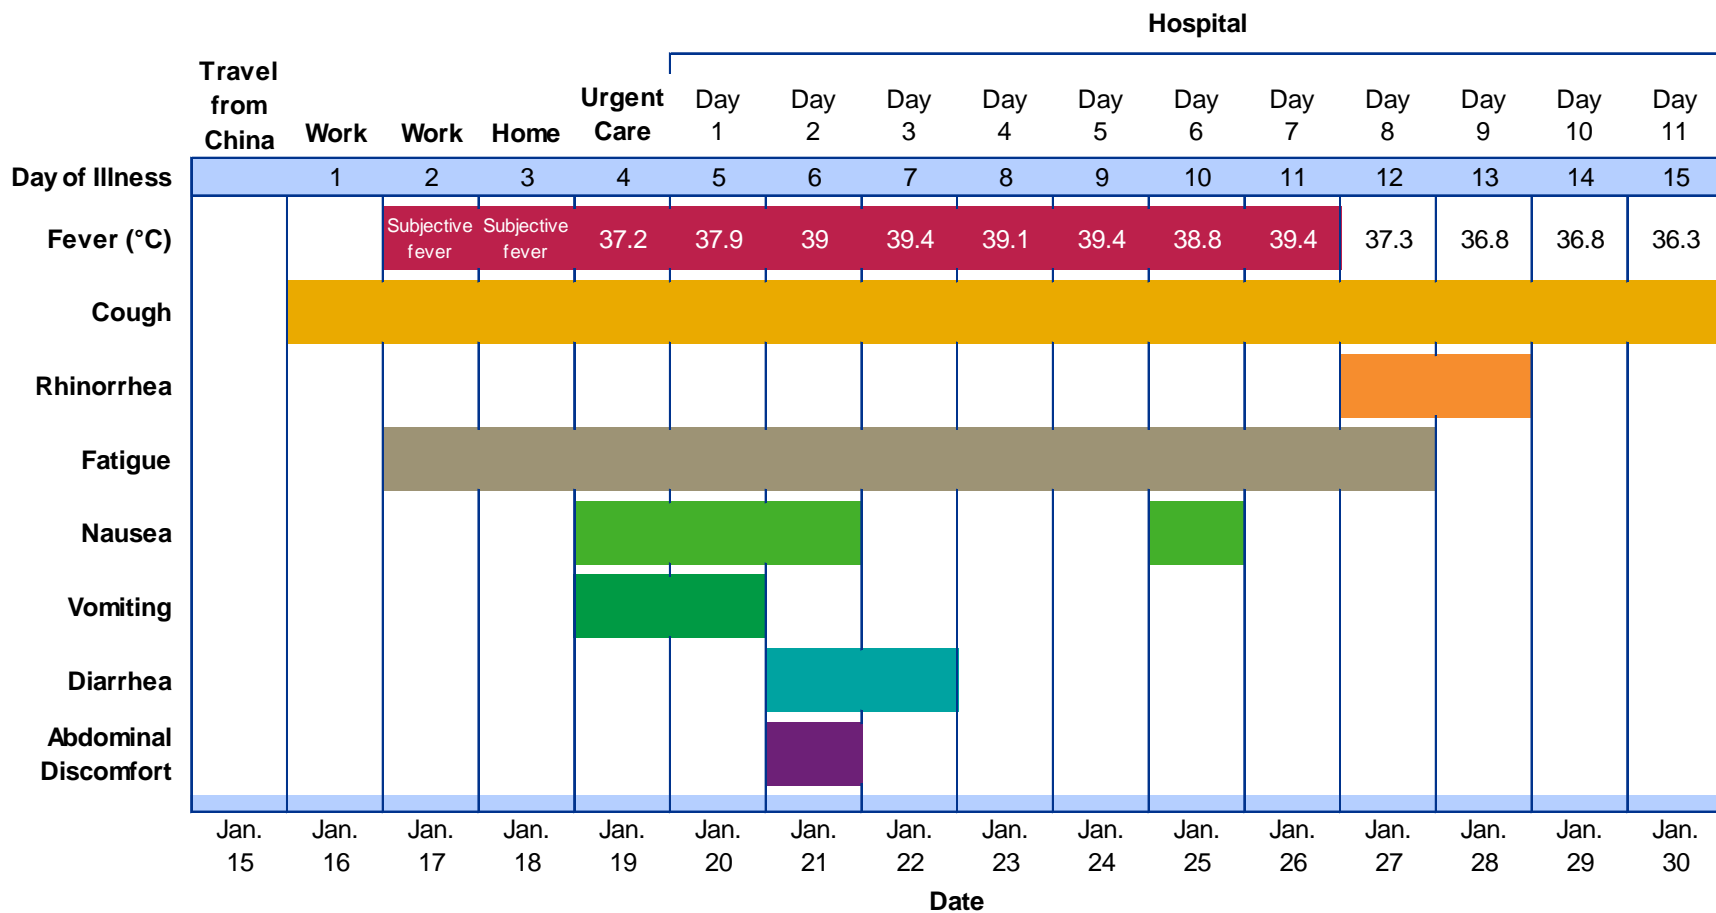 Hospital
Travel
from
China
Work
Work
Home
Urgent
Care
Day
1
Day
2
Day
3
Day
4
Day
5
Day
6
Day
7
Day
8
Day
9
Day
10
Day
11
Day of Illness 1 2 3 4 5 6 7 8 9 10 11 12 13 14 15
Fever (°C)
Subjective
fever
Subjective
fever
37.2 37.9 39 39.4 39.1 39.4 38.8 39.4 37.3 36.8 36.8 36.3
Cough
Rhinorrhea
Fatigue
Nausea
Vomiting
Diarrhea
Abdominal
Discomfort
Jan.
15
Jan.
16
Jan.
17
Jan.
18
Jan.
19
Jan.
20
Jan.
21
Jan.
22
Jan.
23
Jan.
24
Jan.
25
Jan.
26
Jan.
27
Jan.
28
Jan.
29
Jan.
30
Date